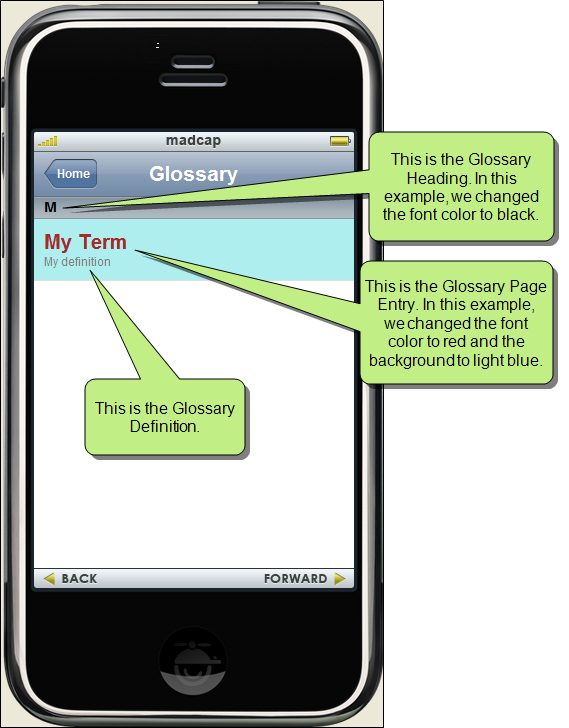 madcap
Home
Glossary
M
My Term
My definition
This is the Glossary
Heading. In this
example, we changed
the font color to black.
This is the Glossary Page
Entry. In this example,
we changed the font
color to red and the
background to light blue.
This is the Glossary
Definition.
BACK
FORWARD